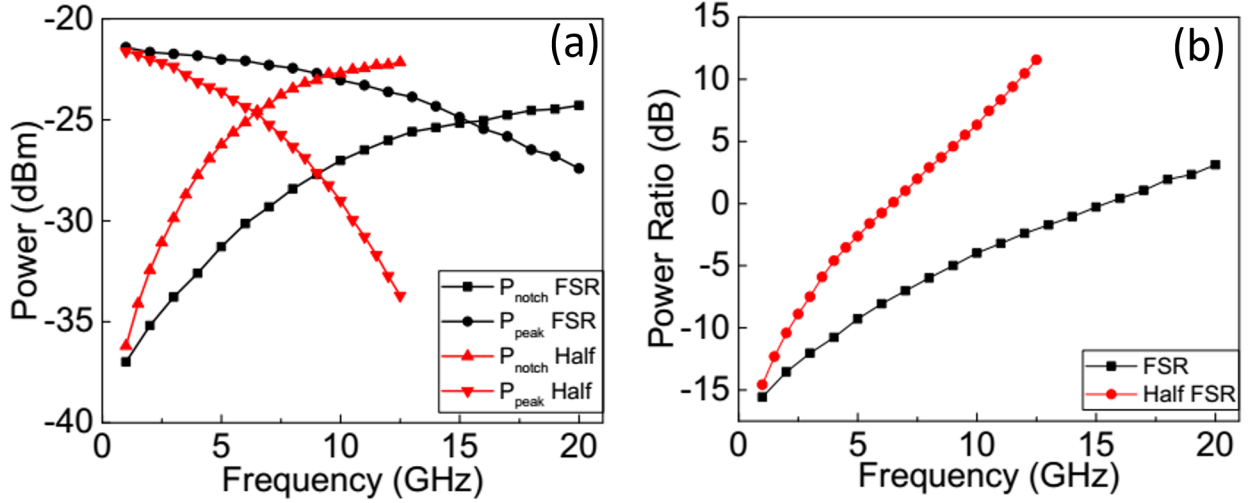 (a)
Power (dBm)
-20
-25
-30
-35
-40
0
5
10
15
20
Frequency (GHz)
P_notch FSR
P_peak FSR
P_notch Half
P_peak Half
(b)
Power Ratio (dB)
15
10
5
0
-5
-10
-15
0
5
10
15
20
Frequency (GHz)
FSR
Half FSR